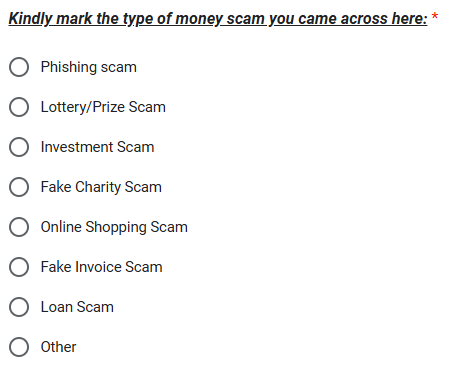 Kindly mark the type of money scam you came across here: *
Phishing scam
Lottery/Prize Scam
Investment Scam
Fake Charity Scam
Online Shopping Scam
Fake Invoice Scam
Loan Scam
Other